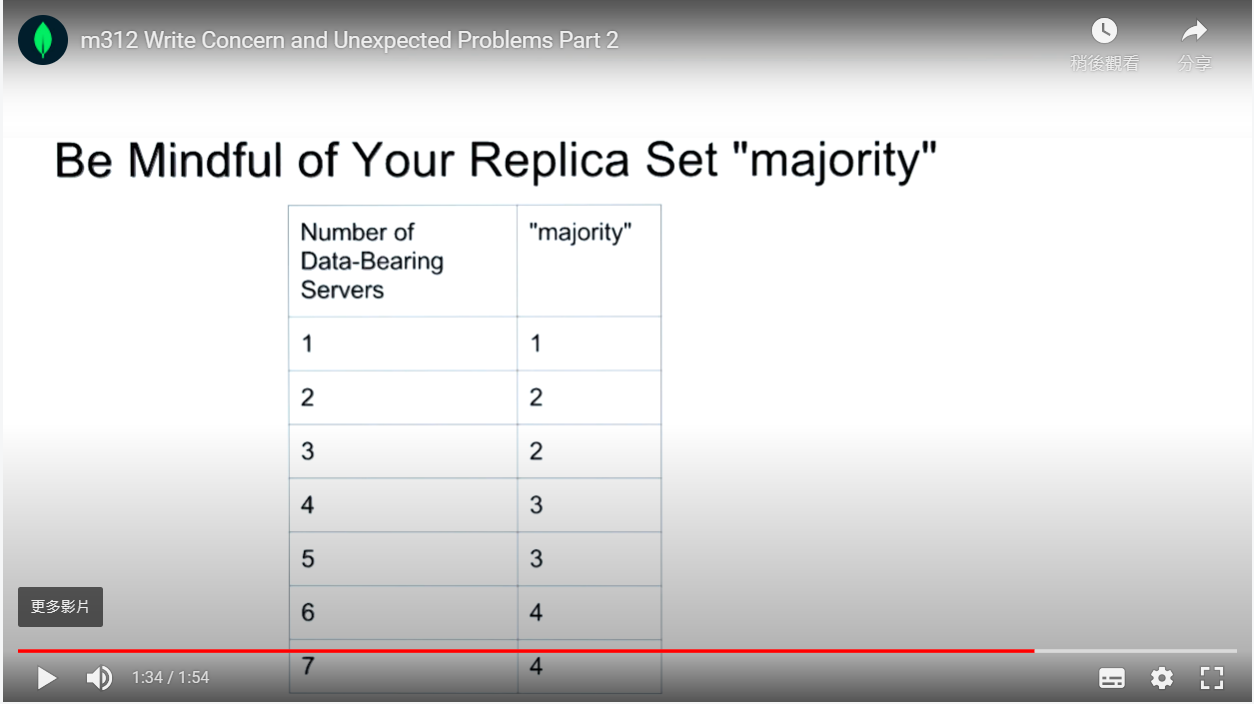 m312 Write Concern and Unexpected Problems Part 2
稍後觀看
分享
Be Mindful of Your Replica Set "majority"
Number of
Data-Bearing
Servers
"majority"
1 1
2 2
3 2
4 3
5 3
6 4
7 4
更多影片
1:34 / 1:54